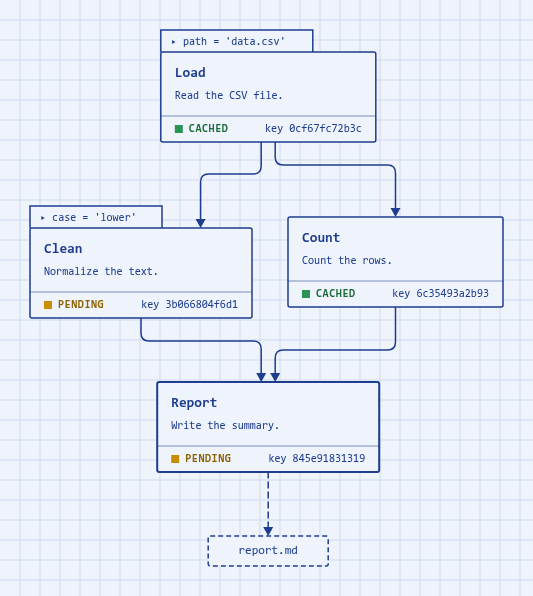 ▸ path = 'data.csv'
Load
Read the CSV file.
CACHED key 0cf67fc72b3c
▸ case = 'lower'
Clean
Normalize the text.
PENDING key 3b066804f6d1
Count
Count the rows.
CACHED key 6c35493a2b93
Report
Write the summary.
PENDING key 845e91831319
report.md